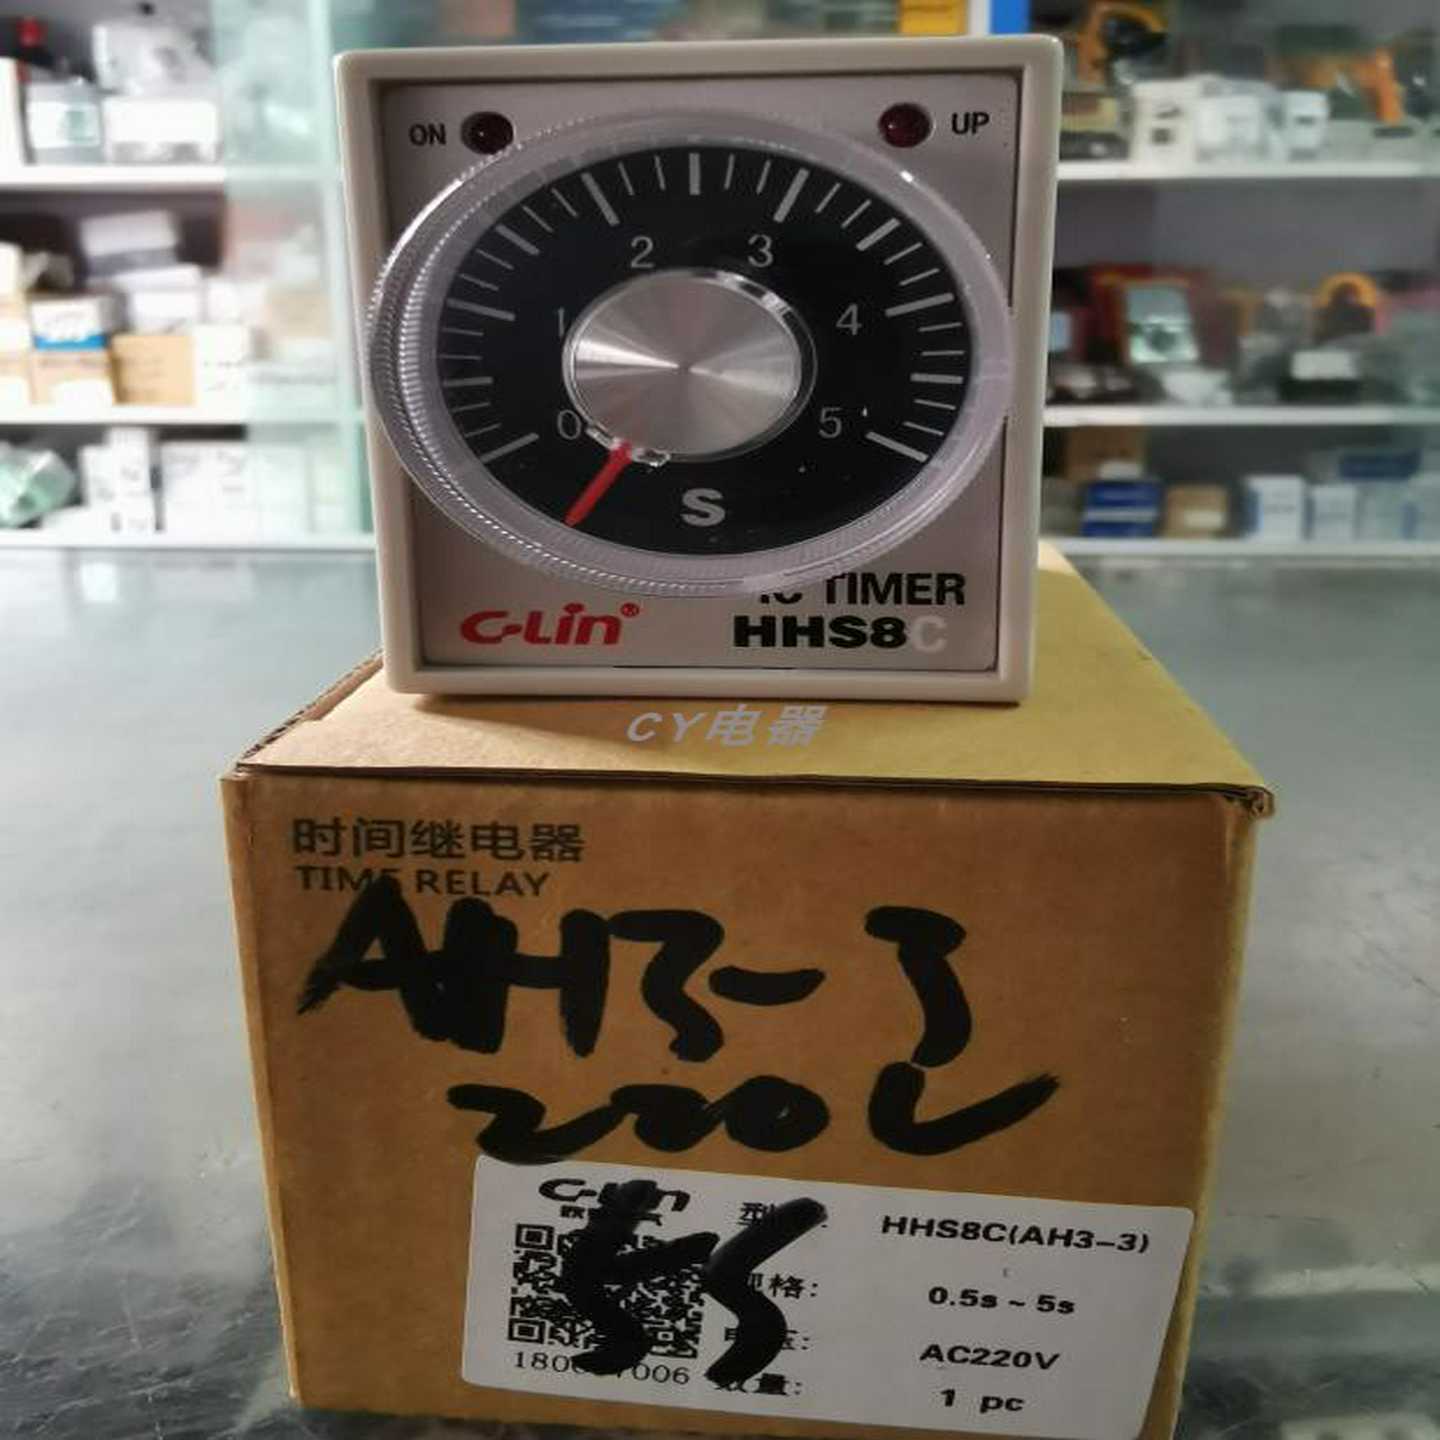 ON UP
2 3
1 4
0 5
S
TIMER
C-Lin® HHS8C
CY电器
时间继电器
TIME RELAY
AH3-3
220V
5S
C-Lin
HHS8C(AH3-3)
规格: 0.5s ~ 5s
AC220V
数量: 1 pc